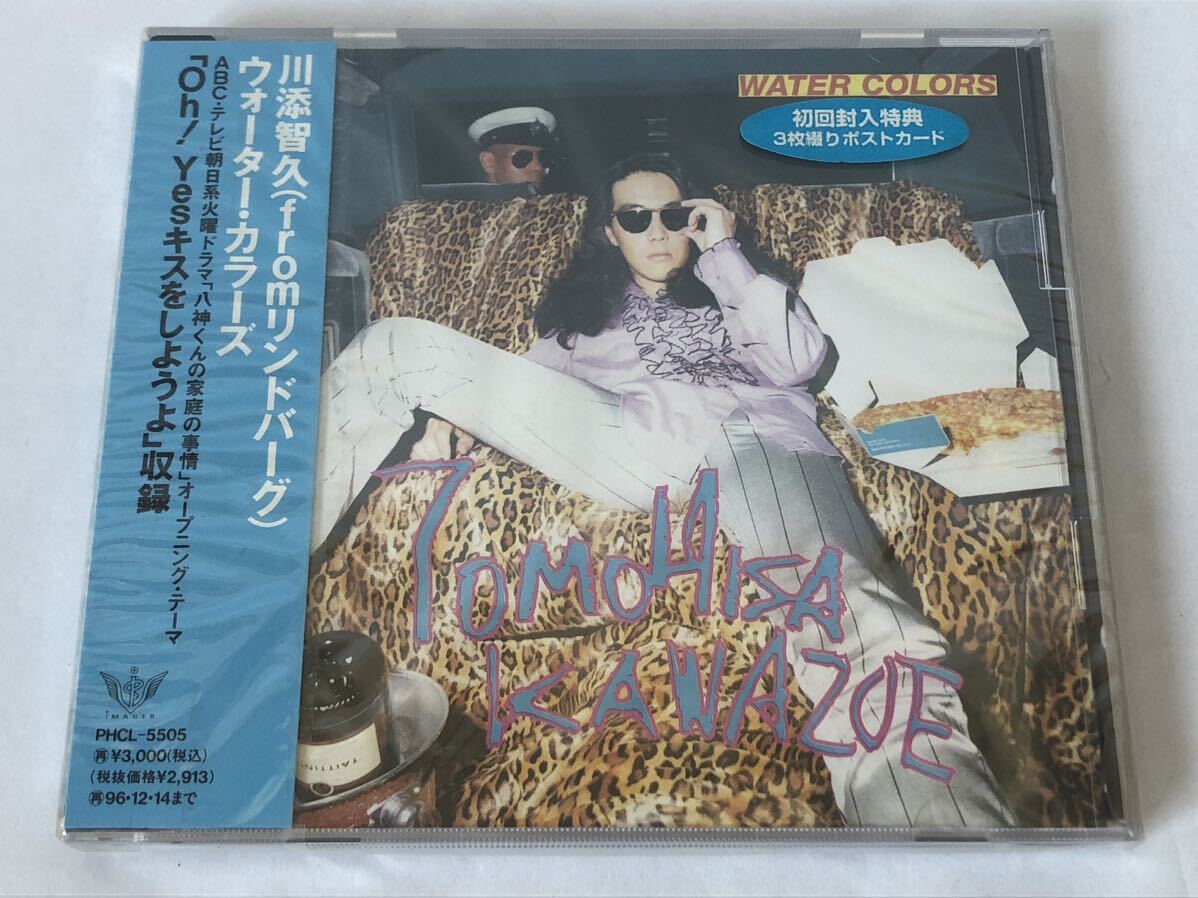 川添智久(fromリンドバーグ)
ウォーター・カラーズ
ABC・テレビ朝日系火曜ドラマ「八神くんの家庭の事情」オープニング・テーマ
「Oh! Yesキスをしようよ」収録
IMAGER
PHCL-5505
再¥3,000(税込)
(税抜価格¥2,913)
再96・12・14まで
WATER COLORS
初回封入特典
3枚綴りポストカード
TOMOHISA
KAWAZOE
TAITTIN